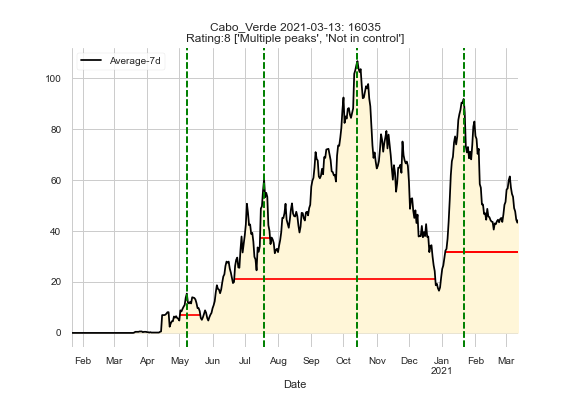 Cabo_Verde 2021-03-13: 16035
Rating:8 ['Multiple peaks', 'Not in control']
Average-7d
100
80
60
40
20
0
Feb Mar Apr May Jun Jul Aug Sep Oct Nov Dec Jan Feb Mar
2021
Date